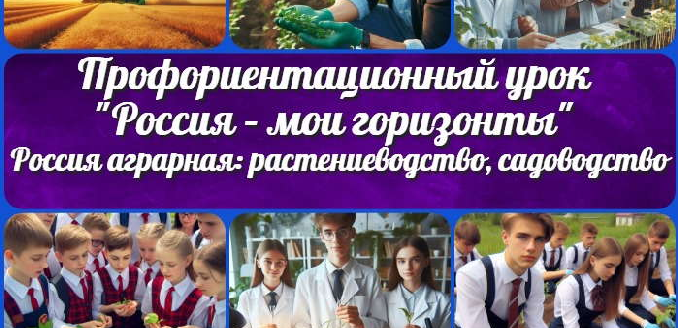 Профориентационный урок
"Россия – мои горизонты"
Россия аграрная: растениеводство, садоводство